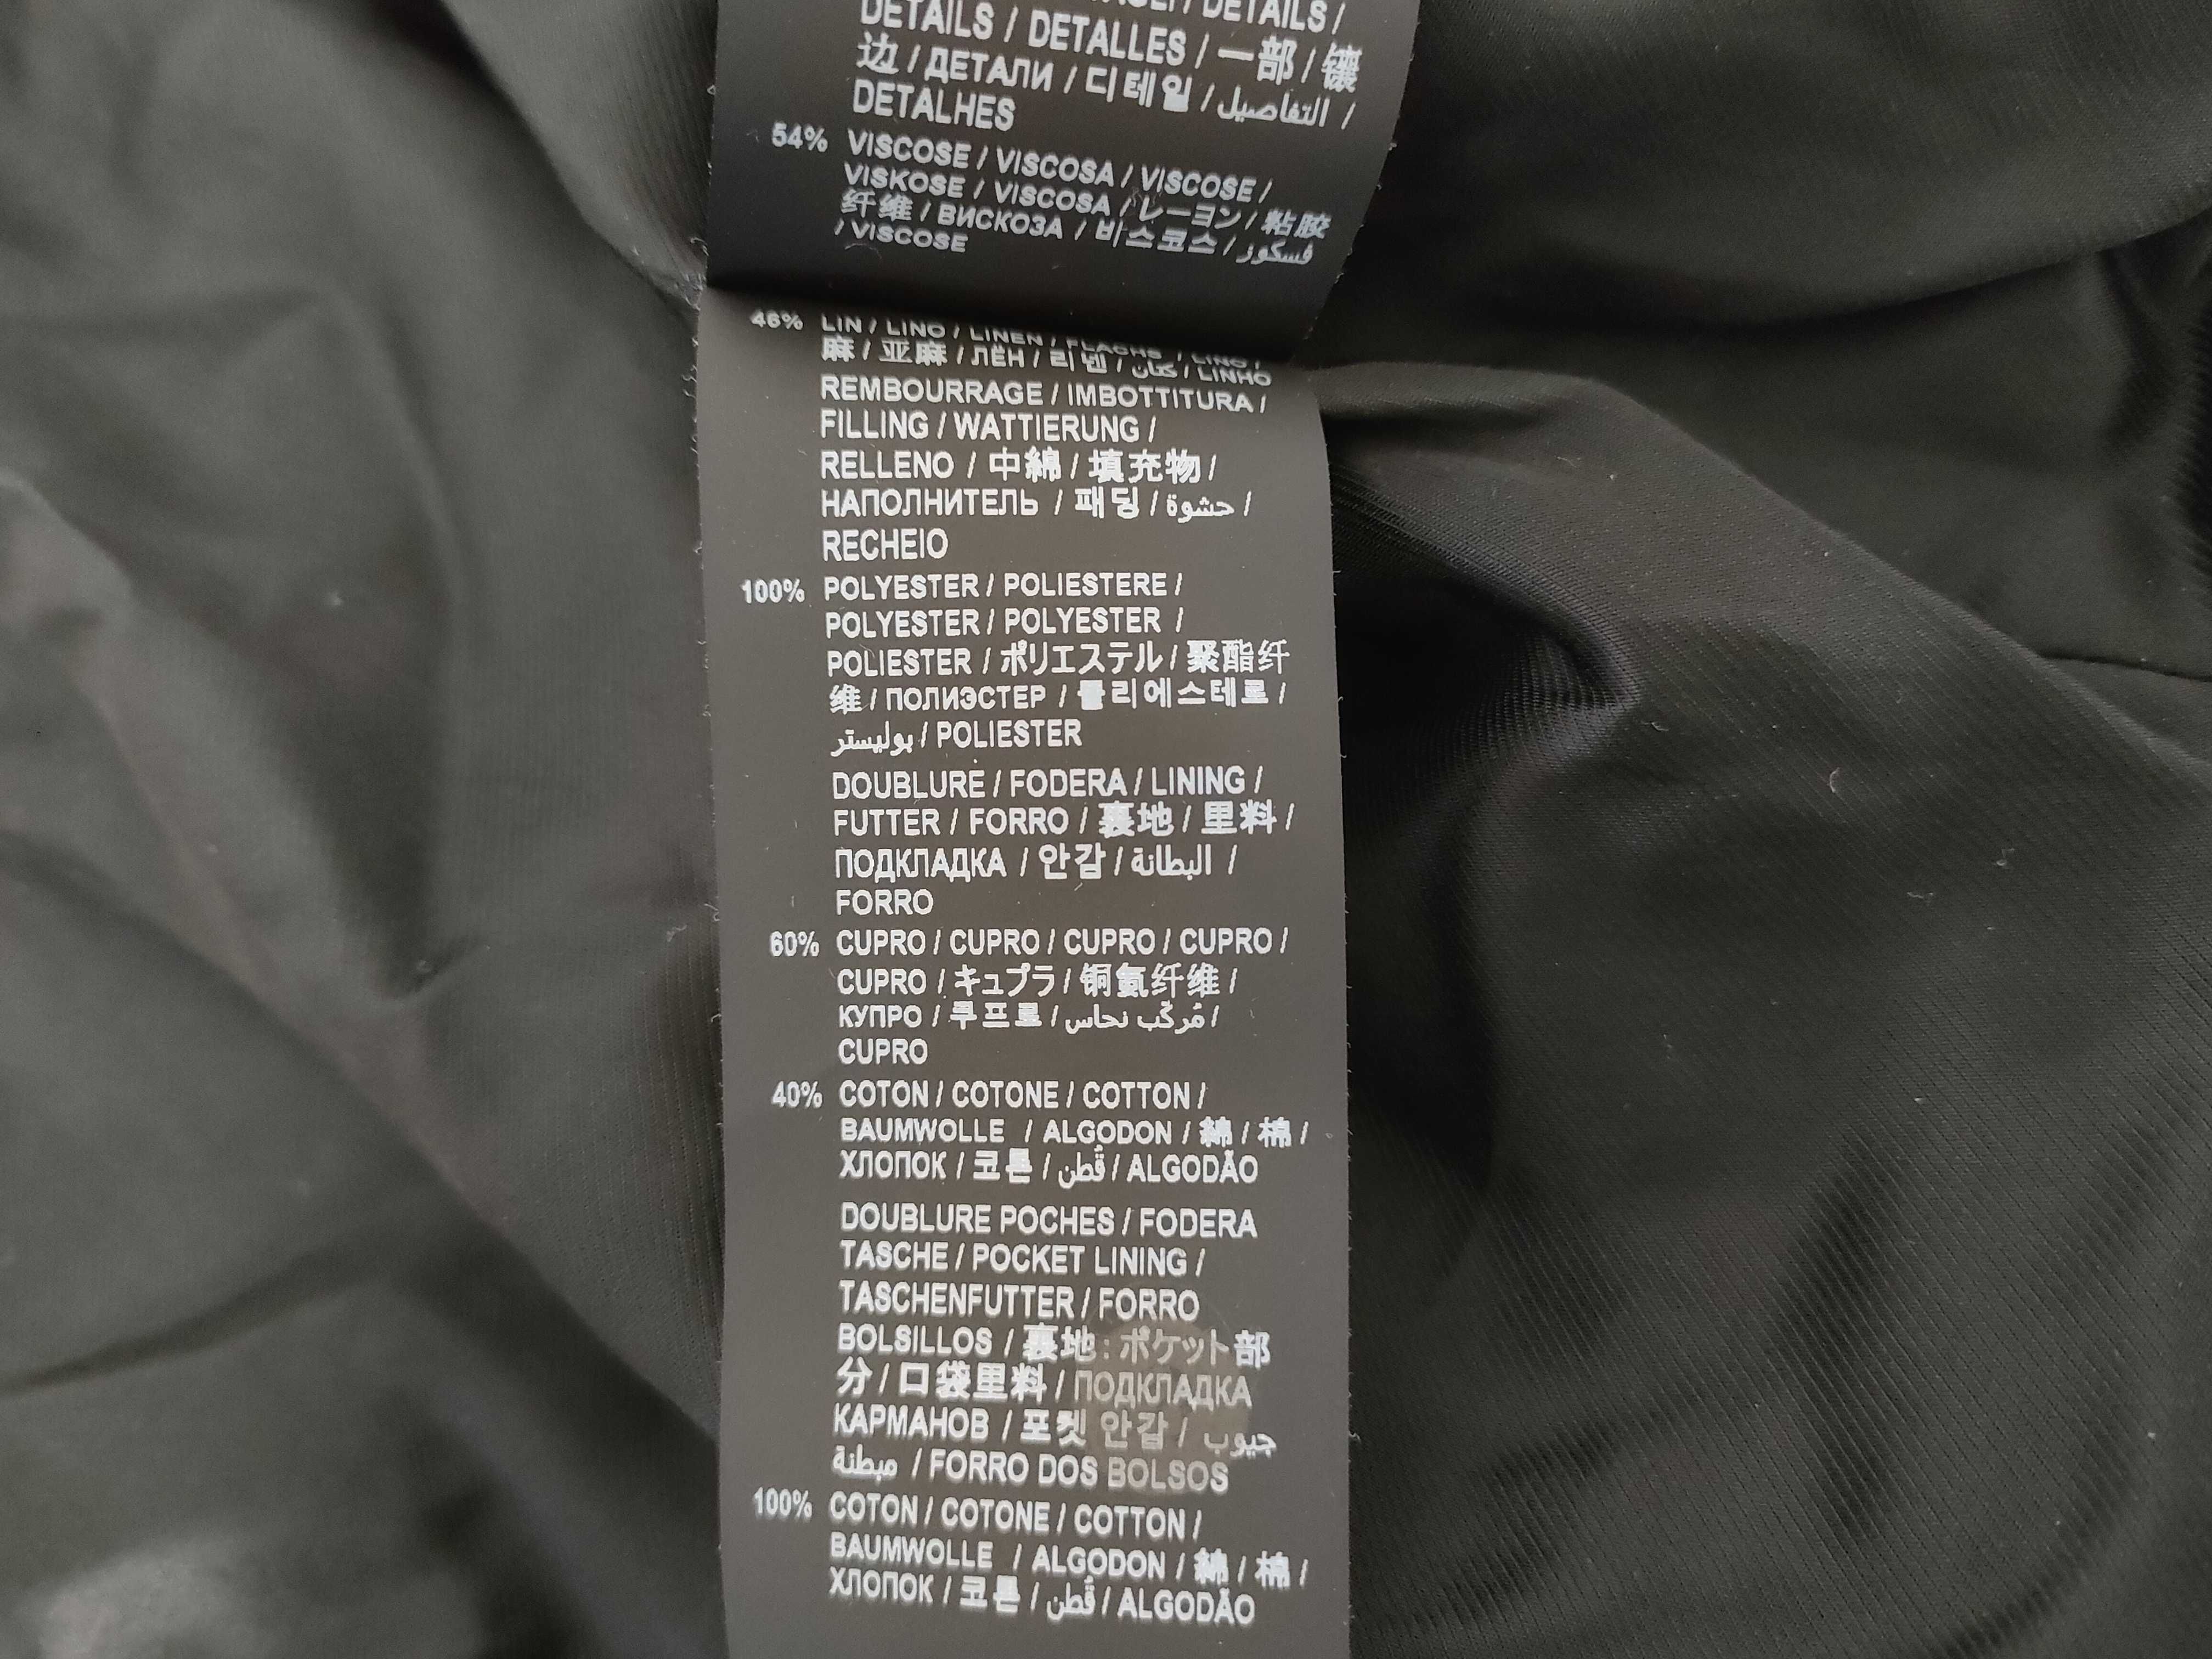 DETAILS /
DETAILS / DETALLES / 一部 / 镶
边 / ДЕТАЛИ / 디테일 / التفاصيل /
DETALHES
54% VISCOSE / VISCOSA / VISCOSE /
VISKOSE / VISCOSA / レーヨン / 粘胶
纤维 / ВИСКОЗА / 비스코스 / فسكوز
/ VISCOSE
46% LIN / LINO / LINEN / FLACHS / LINO /
麻 / 亚麻 / ЛЁН / 리넨 / كتان / LINHO
REMBOURRAGE / IMBOTTITURA /
FILLING / WATTIERUNG /
RELLENO / 中綿 / 填充物 /
НАПОЛНИТЕЛЬ / 패딩 / حشوة /
RECHEIO
100% POLYESTER / POLIESTERE /
POLYESTER / POLYESTER /
POLIESTER / ポリエステル / 聚酯纤
维 / ПОЛИЭСТЕР / 폴리에스테르 /
بوليستر / POLIESTER
DOUBLURE / FODERA / LINING /
FUTTER / FORRO / 裏地 / 里料 /
ПОДКЛАДКА / 안감 / البطانة /
FORRO
60% CUPRO / CUPRO / CUPRO / CUPRO /
CUPRO / キュプラ / 铜氨纤维 /
КУПРО / 쿠프로 / مُركّب نحاس /
CUPRO
40% COTON / COTONE / COTTON /
BAUMWOLLE / ALGODON / 綿 / 棉 /
ХЛОПОК / 코튼 / قُطن / ALGODÃO
DOUBLURE POCHES / FODERA
TASCHE / POCKET LINING /
TASCHENFUTTER / FORRO
BOLSILLOS / 裏地:ポケット部
分 / 口袋里料 / ПОДКЛАДКА
КАРМАНОВ / 포켓 안감 / جيوب
مبطنة / FORRO DOS BOLSOS
100% COTON / COTONE / COTTON /
BAUMWOLLE / ALGODON / 綿 / 棉 /
ХЛОПОК / 코튼 / قُطن / ALGODÃO